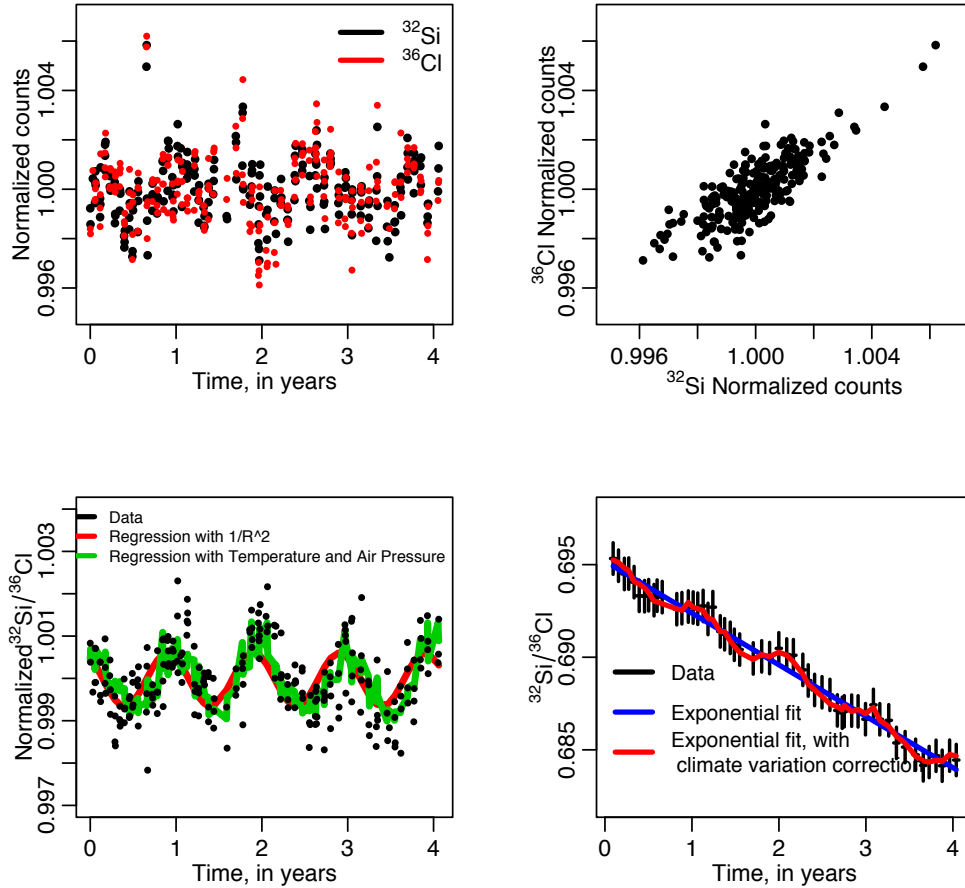 Normalized counts
0.996 1.000 1.004
³²Si
³⁶Cl
0 1 2 3 4
Time, in years
³⁶Cl Normalized counts
0.996 1.000 1.004
0.996 1.000 1.004
³²Si Normalized counts
Normalized³²Si/³⁶Cl
0.997 0.999 1.001 1.003
Data
Regression with 1/R^2
Regression with Temperature and Air Pressure
0 1 2 3 4
Time, in years
³²Si/³⁶Cl
0.685 0.690 0.695
Data
Exponential fit
Exponential fit, with
climate variation correction
0 1 2 3 4
Time, in years